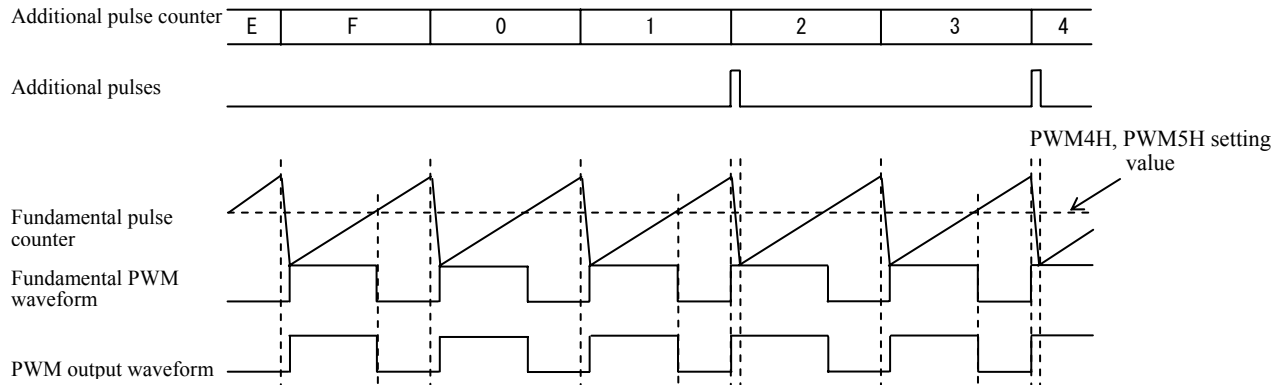 Additional pulse counter
E F 0 1 2 3 4
Additional pulses
PWM4H, PWM5H setting
value
Fundamental pulse
counter
Fundamental PWM
waveform
PWM output waveform